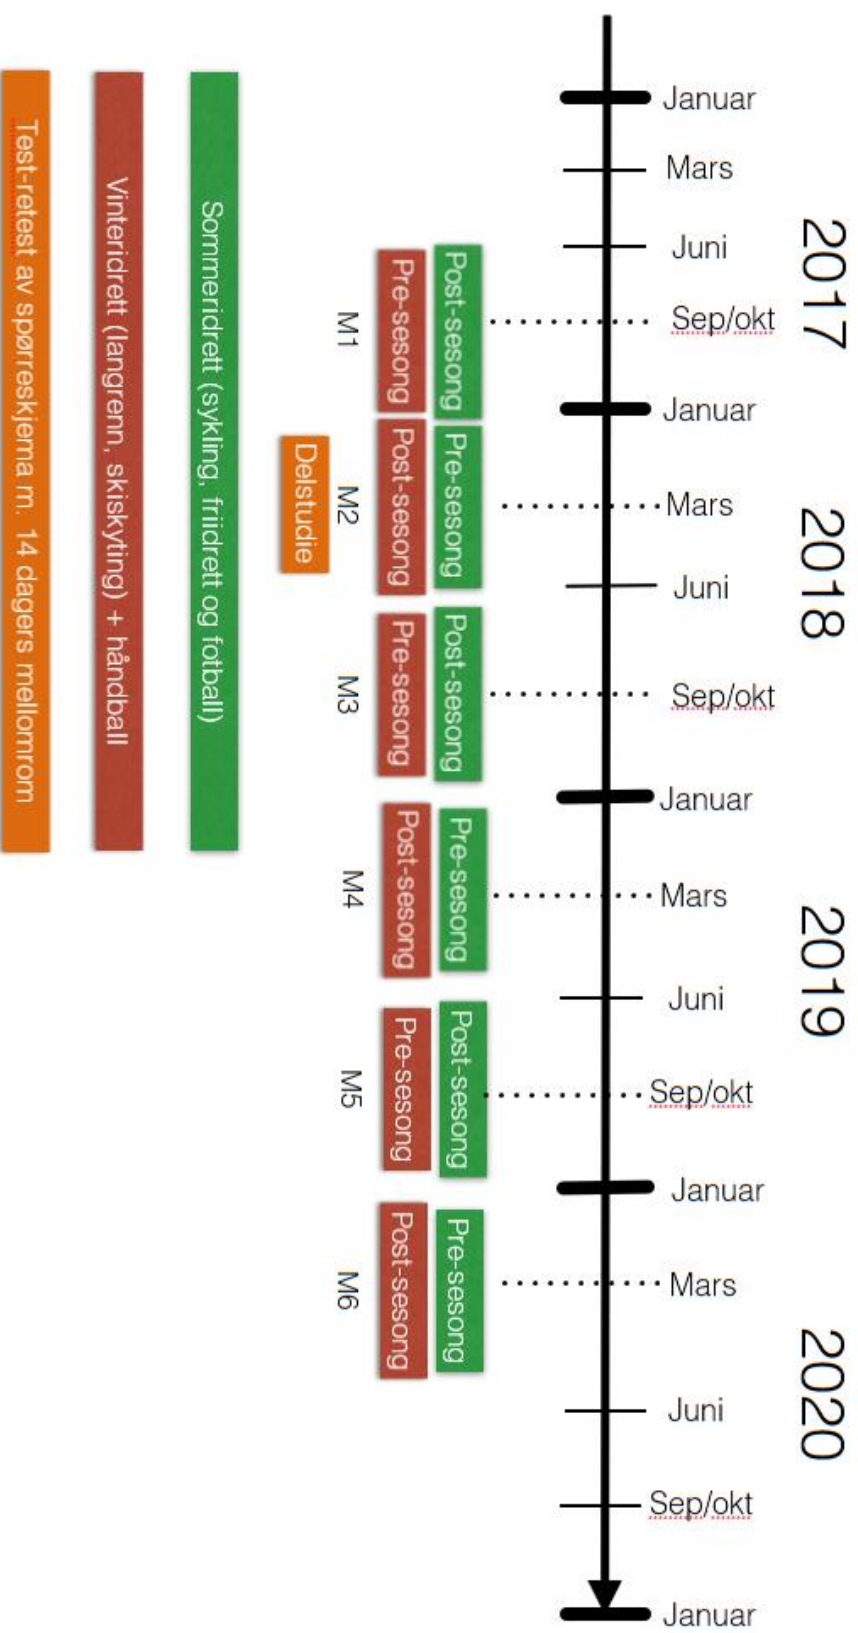 2017
2018
2019
2020
Januar
Mars
Juni
Sep/okt
Januar
Mars
Juni
Sep/okt
Januar
Mars
Juni
Sep/okt
Januar
Mars
Juni
Sep/okt
Januar
Post-sesong
Pre-sesong
Post-sesong
Pre-sesong
Post-sesong
Pre-sesong
Pre-sesong
Post-sesong
Pre-sesong
Post-sesong
Pre-sesong
Post-sesong
M1
M2
M3
M4
M5
M6
Delstudie
Sommeridrett (sykling, friidrett og fotball)
Vinteridrett (langrenn, skiskyting) + håndball
Test-retest av spørreskjema m. 14 dagers mellomrom